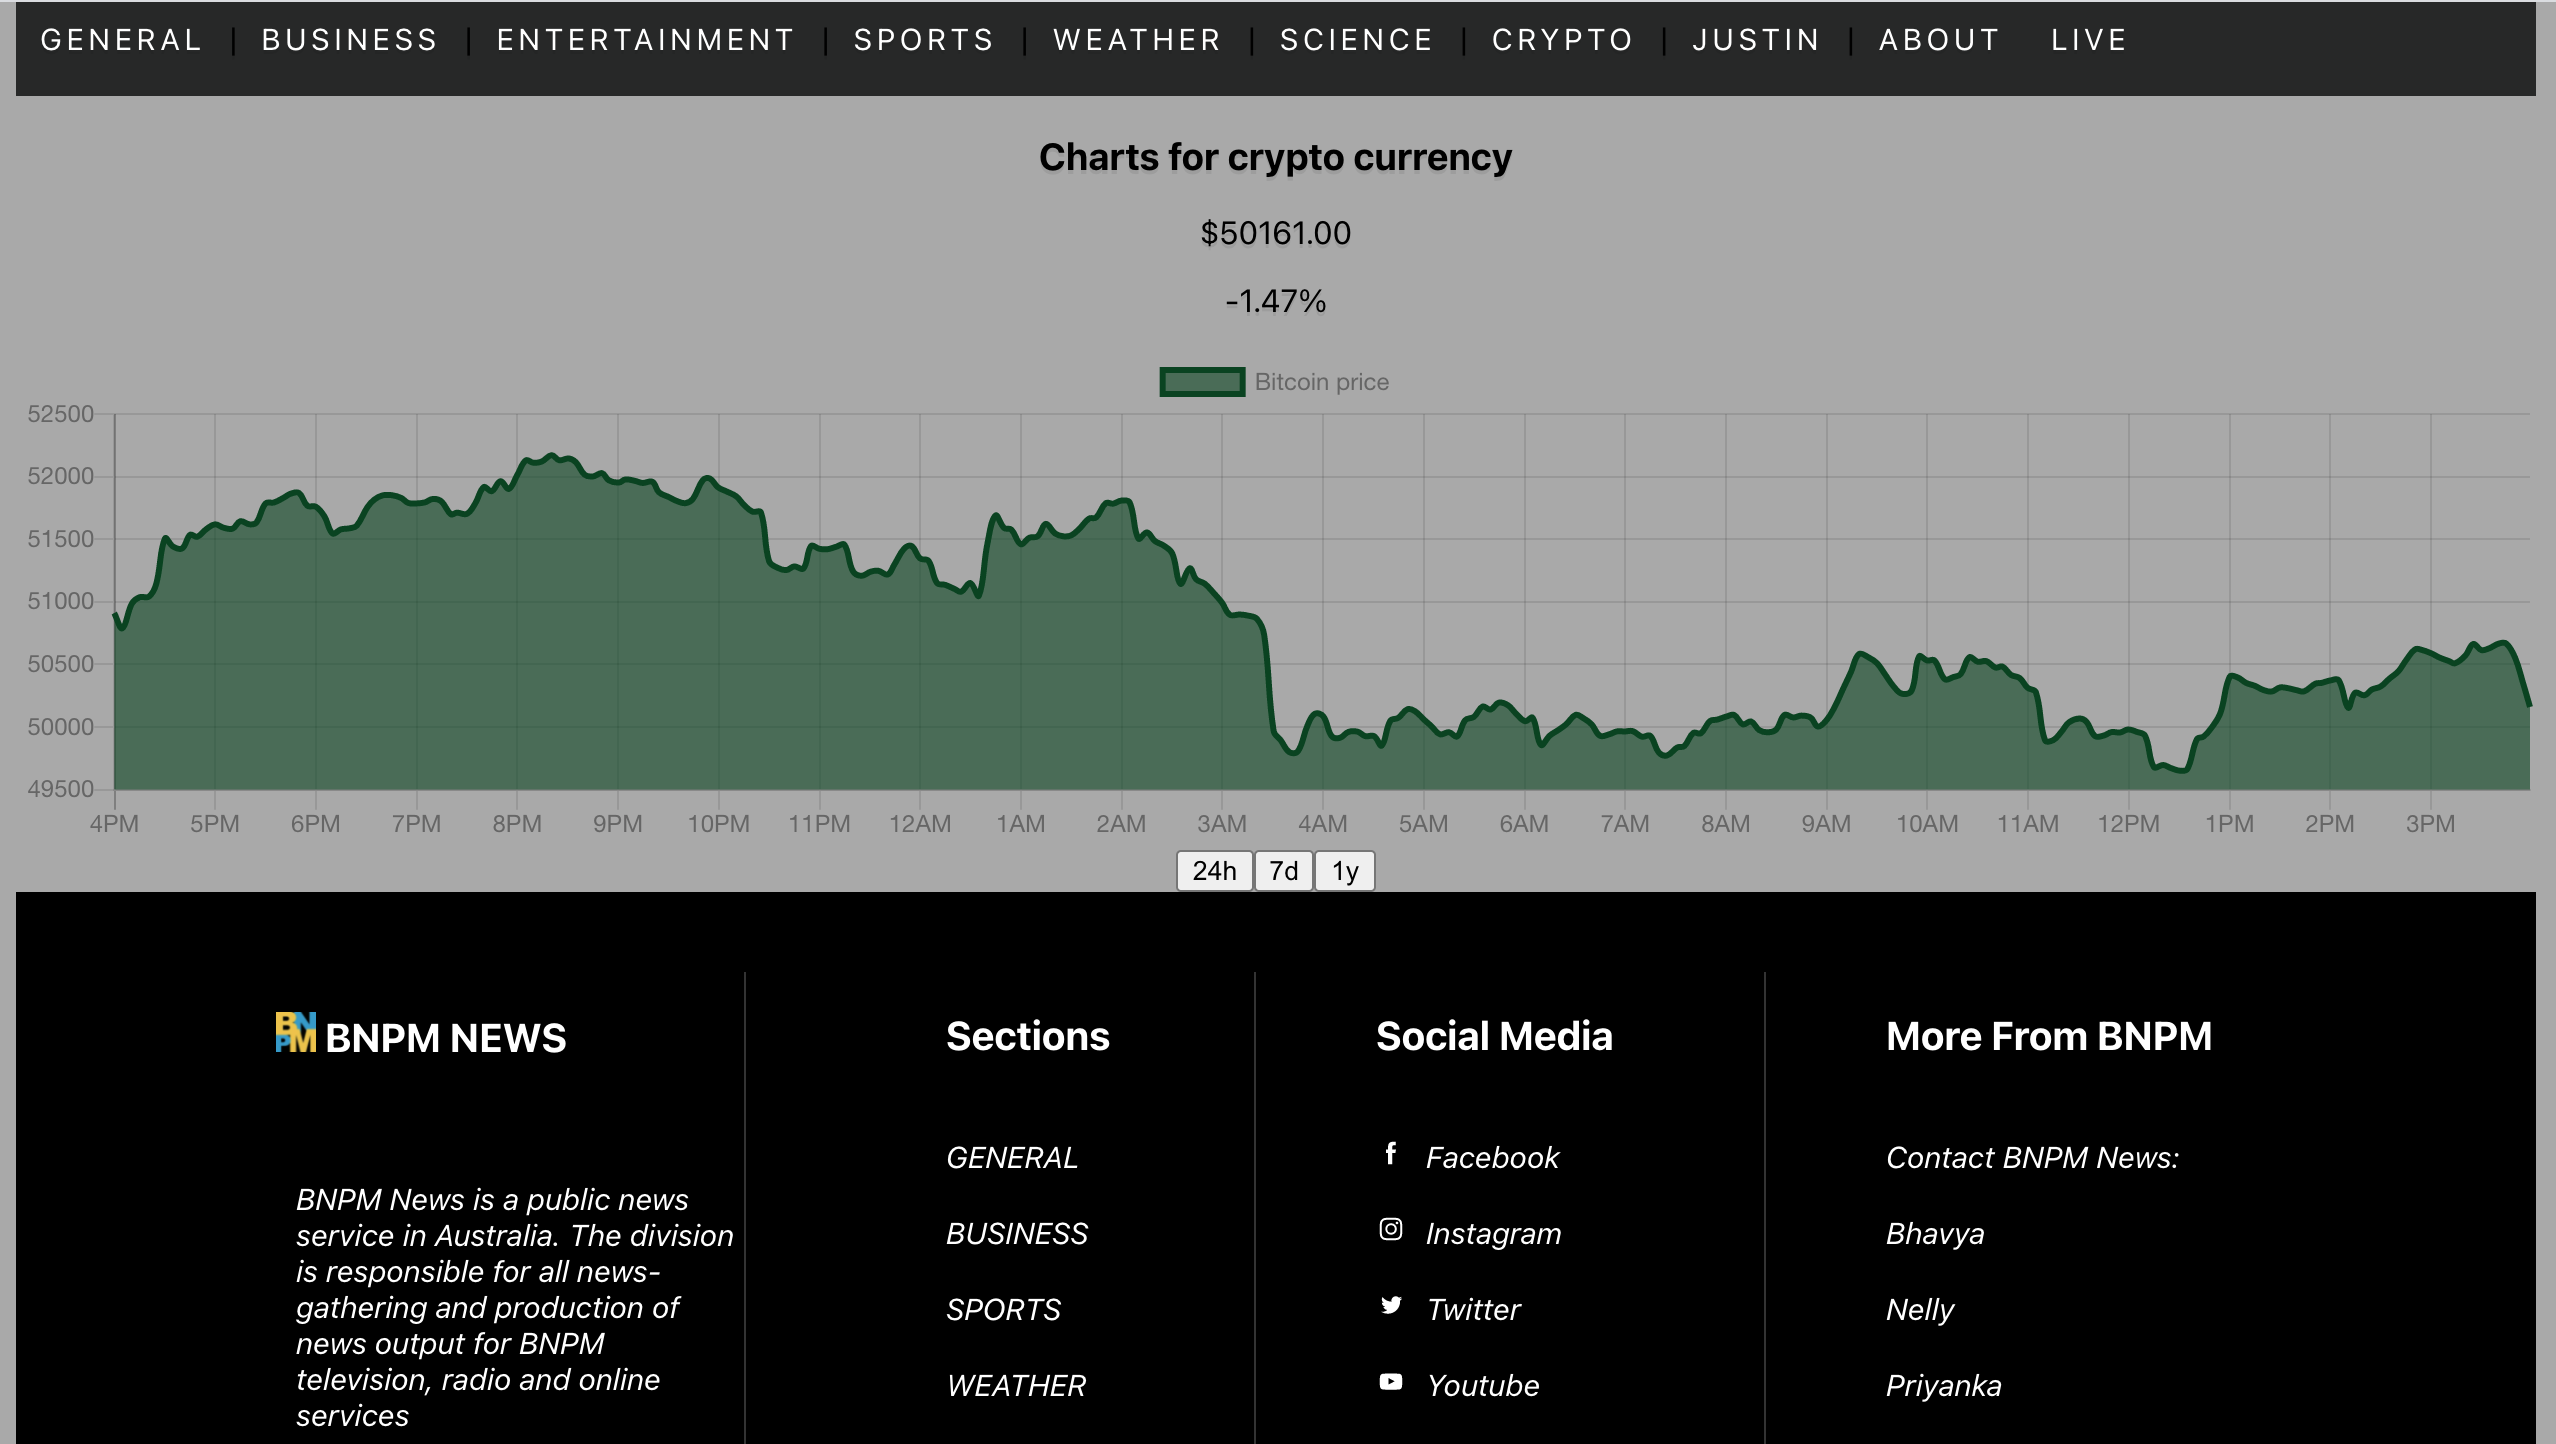 GENERAL | BUSINESS | ENTERTAINMENT | SPORTS | WEATHER | SCIENCE | CRYPTO | JUSTIN | ABOUT LIVE
Charts for crypto currency
$50161.00
-1.47%
Bitcoin price
52500
52000
51500
51000
50500
50000
49500
4PM 5PM 6PM 7PM 8PM 9PM 10PM 11PM 12AM 1AM 2AM 3AM 4AM 5AM 6AM 7AM 8AM 9AM 10AM 11AM 12PM 1PM 2PM 3PM
24h 7d 1y
BN
PM
BNPM NEWS
BNPM News is a public news
service in Australia. The division
is responsible for all news-
gathering and production of
news output for BNPM
television, radio and online
services
Sections
GENERAL
BUSINESS
SPORTS
WEATHER
Social Media
Facebook
Instagram
Twitter
Youtube
More From BNPM
Contact BNPM News:
Bhavya
Nelly
Priyanka